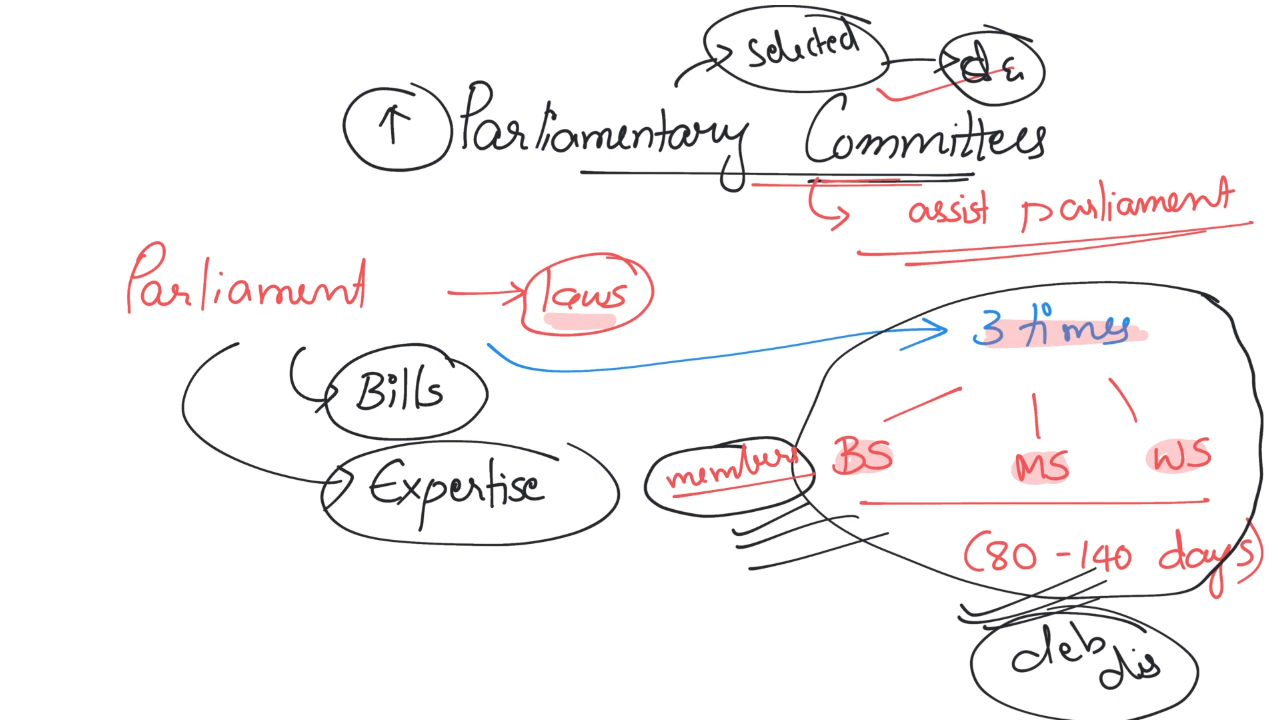 selected
↑ Parliamentary Committees
assist parliament
Parliament → laws
3 times
Bills
members
BS MS WS
Expertise
(80 - 140 days)
deb
dis